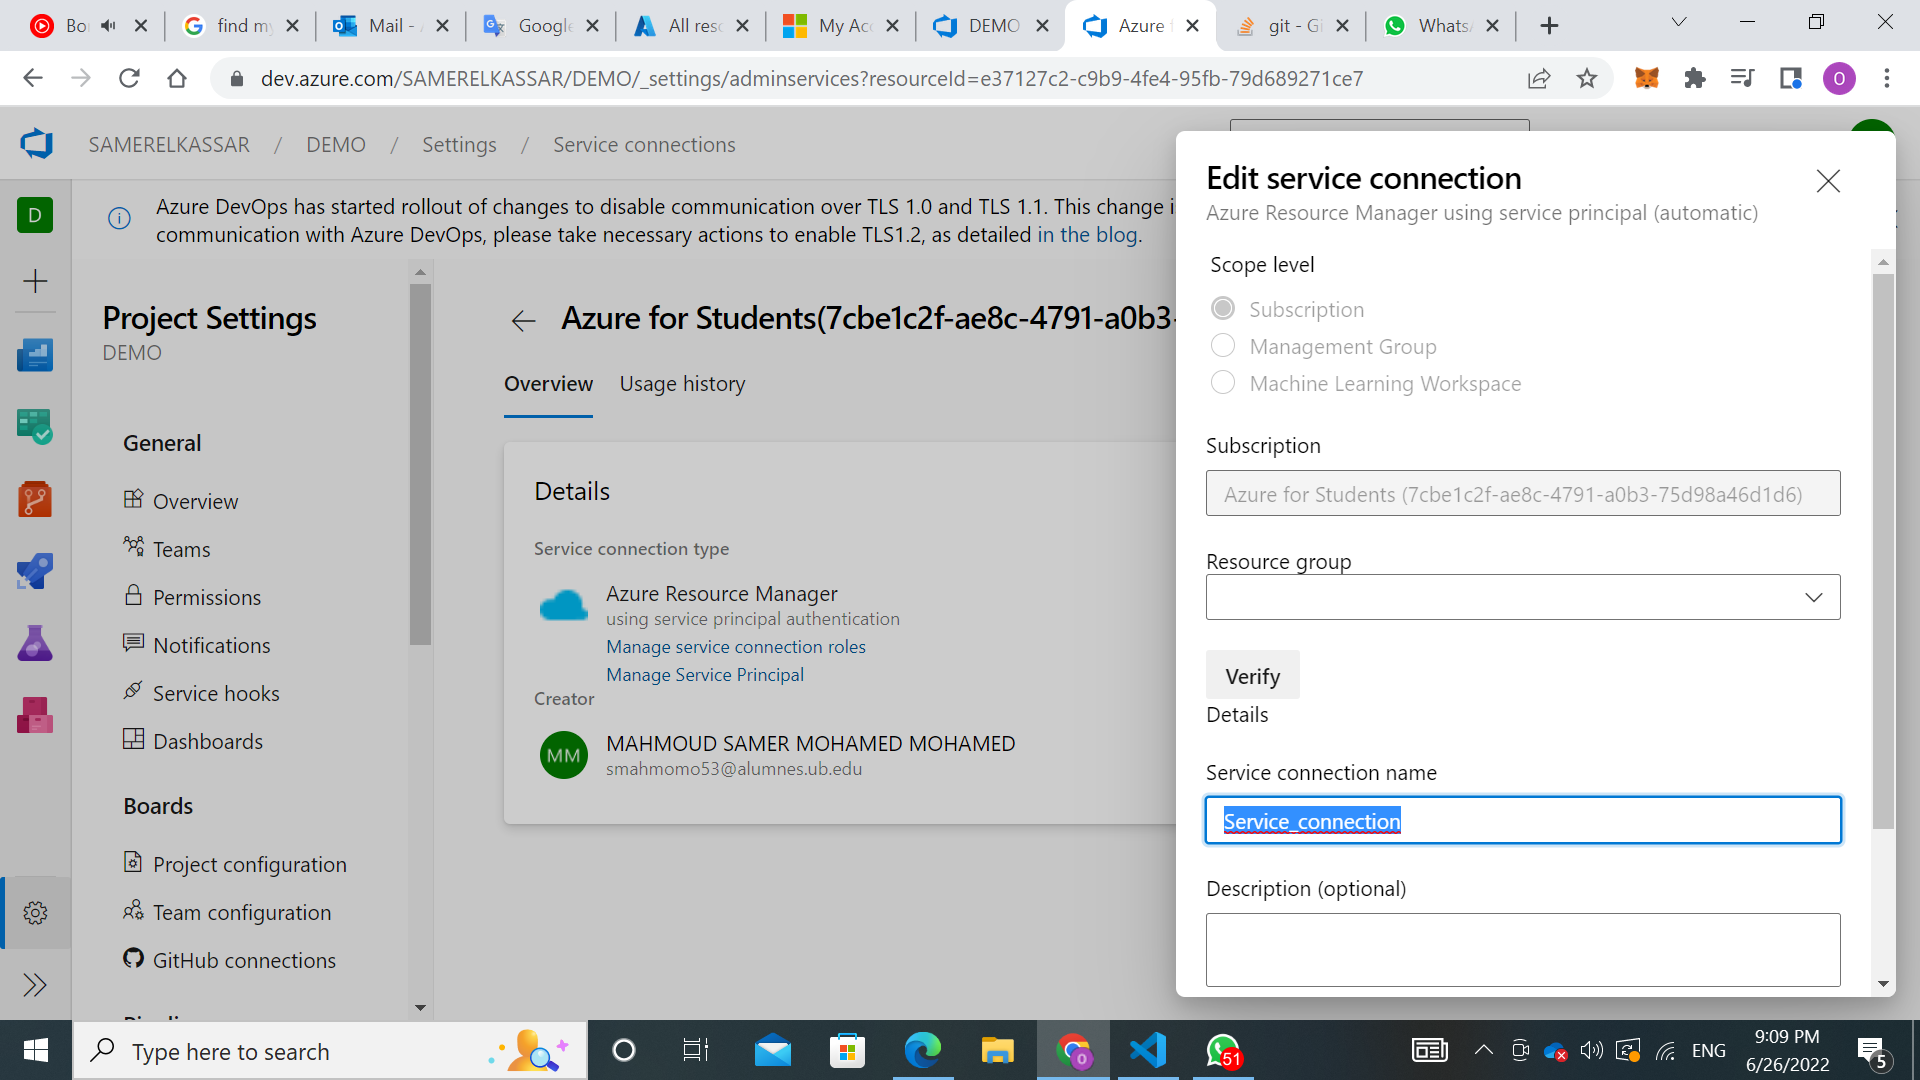 Bo
find my
Mail -
Google
All reso
My Acc
DEMO
Azure f
git - Gi
WhatsA
dev.azure.com/SAMERELKASSAR/DEMO/_settings/adminservices?resourceId=e37127c2-c9b9-4fe4-95fb-79d689271ce7
O
SAMERELKASSAR / DEMO / Settings / Service connections
Azure DevOps has started rollout of changes to disable communication over TLS 1.0 and TLS 1.1. This change i
communication with Azure DevOps, please take necessary actions to enable TLS1.2, as detailed in the blog.
D
Project Settings
DEMO
General
Overview
Teams
Permissions
Notifications
Service hooks
Dashboards
Boards
Project configuration
Team configuration
GitHub connections
Azure for Students(7cbe1c2f-ae8c-4791-a0b3-
Overview
Usage history
Details
Service connection type
Azure Resource Manager
using service principal authentication
Manage service connection roles
Manage Service Principal
Creator
MM
MAHMOUD SAMER MOHAMED MOHAMED
smahmomo53@alumnes.ub.edu
Edit service connection
Azure Resource Manager using service principal (automatic)
Scope level
Subscription
Management Group
Machine Learning Workspace
Subscription
Azure for Students (7cbe1c2f-ae8c-4791-a0b3-75d98a46d1d6)
Resource group
Verify
Details
Service connection name
Service_connection
Description (optional)
Type here to search
O
51
ENG
9:09 PM
6/26/2022
5